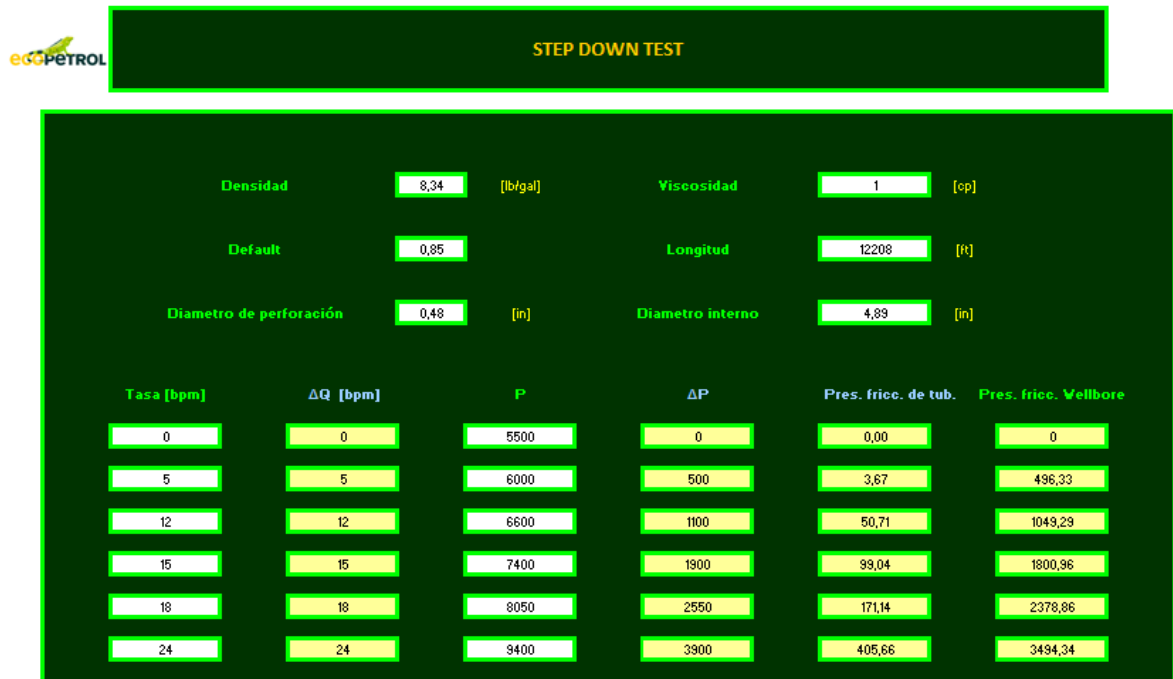 ecoPETROL
STEP DOWN TEST
Densidad 8,34 [lb/gal] Viscosidad 1 [cp]
Default 0,85 Longitud 12208 [ft]
Diametro de perforación 0,48 [in] Diametro interno 4,89 [in]
Tasa [bpm] ΔQ [bpm] P ΔP Pres. fricc. de tub. Pres. fricc. Wellbore
0 0 5500 0 0,00 0
5 5 6000 500 3,67 496,33
12 12 6600 1100 50,71 1049,29
15 15 7400 1900 99,04 1800,96
18 18 8050 2550 171,14 2378,86
24 24 9400 3900 405,66 3494,34